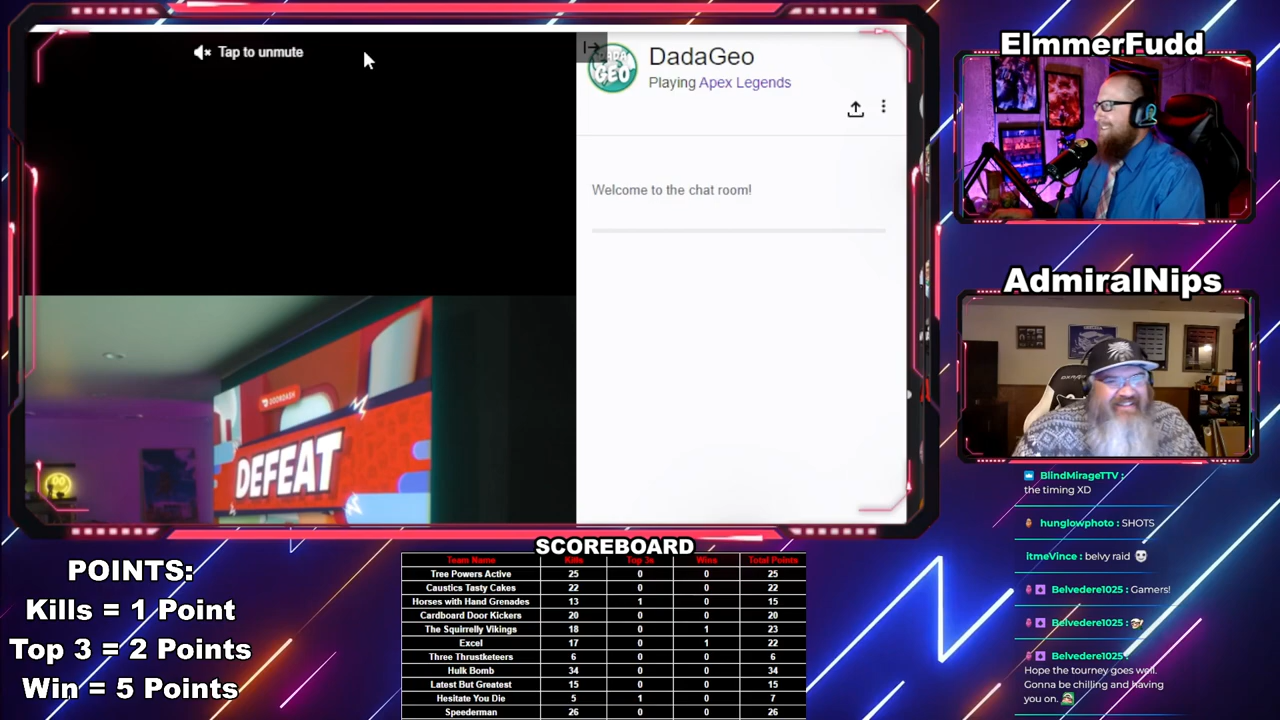 Tap to unmute
DADA
GEO
DadaGeo
Playing Apex Legends
Welcome to the chat room!
DOORDASH
DEFEAT
ElmmerFudd
AdmiralNips
BlindMirageTTV :
the timing XD
hunglowphoto : SHOTS
itmeVince : belvy raid
Belvedere1025 : Gamers!
Belvedere1025 :
Belvedere1025 :
Hope the tourney goes well.
Gonna be chilling and having
you on.
POINTS:
Kills = 1 Point
Top 3 = 2 Points
Win = 5 Points
SCOREBOARD
Team Name Kills Top 3s Wins Total Points
Tree Powers Active 25 0 0 25
Caustics Tasty Cakes 22 0 0 22
Horses with Hand Grenades 13 1 0 15
Cardboard Door Kickers 20 0 0 20
The Squirrelly Vikings 18 0 1 23
Excel 17 0 1 22
Three Thrustketeers 6 0 0 6
Hulk Bomb 34 0 0 34
Latest But Greatest 15 0 0 15
Hesitate You Die 5 1 0 7
Speederman 26 0 0 26